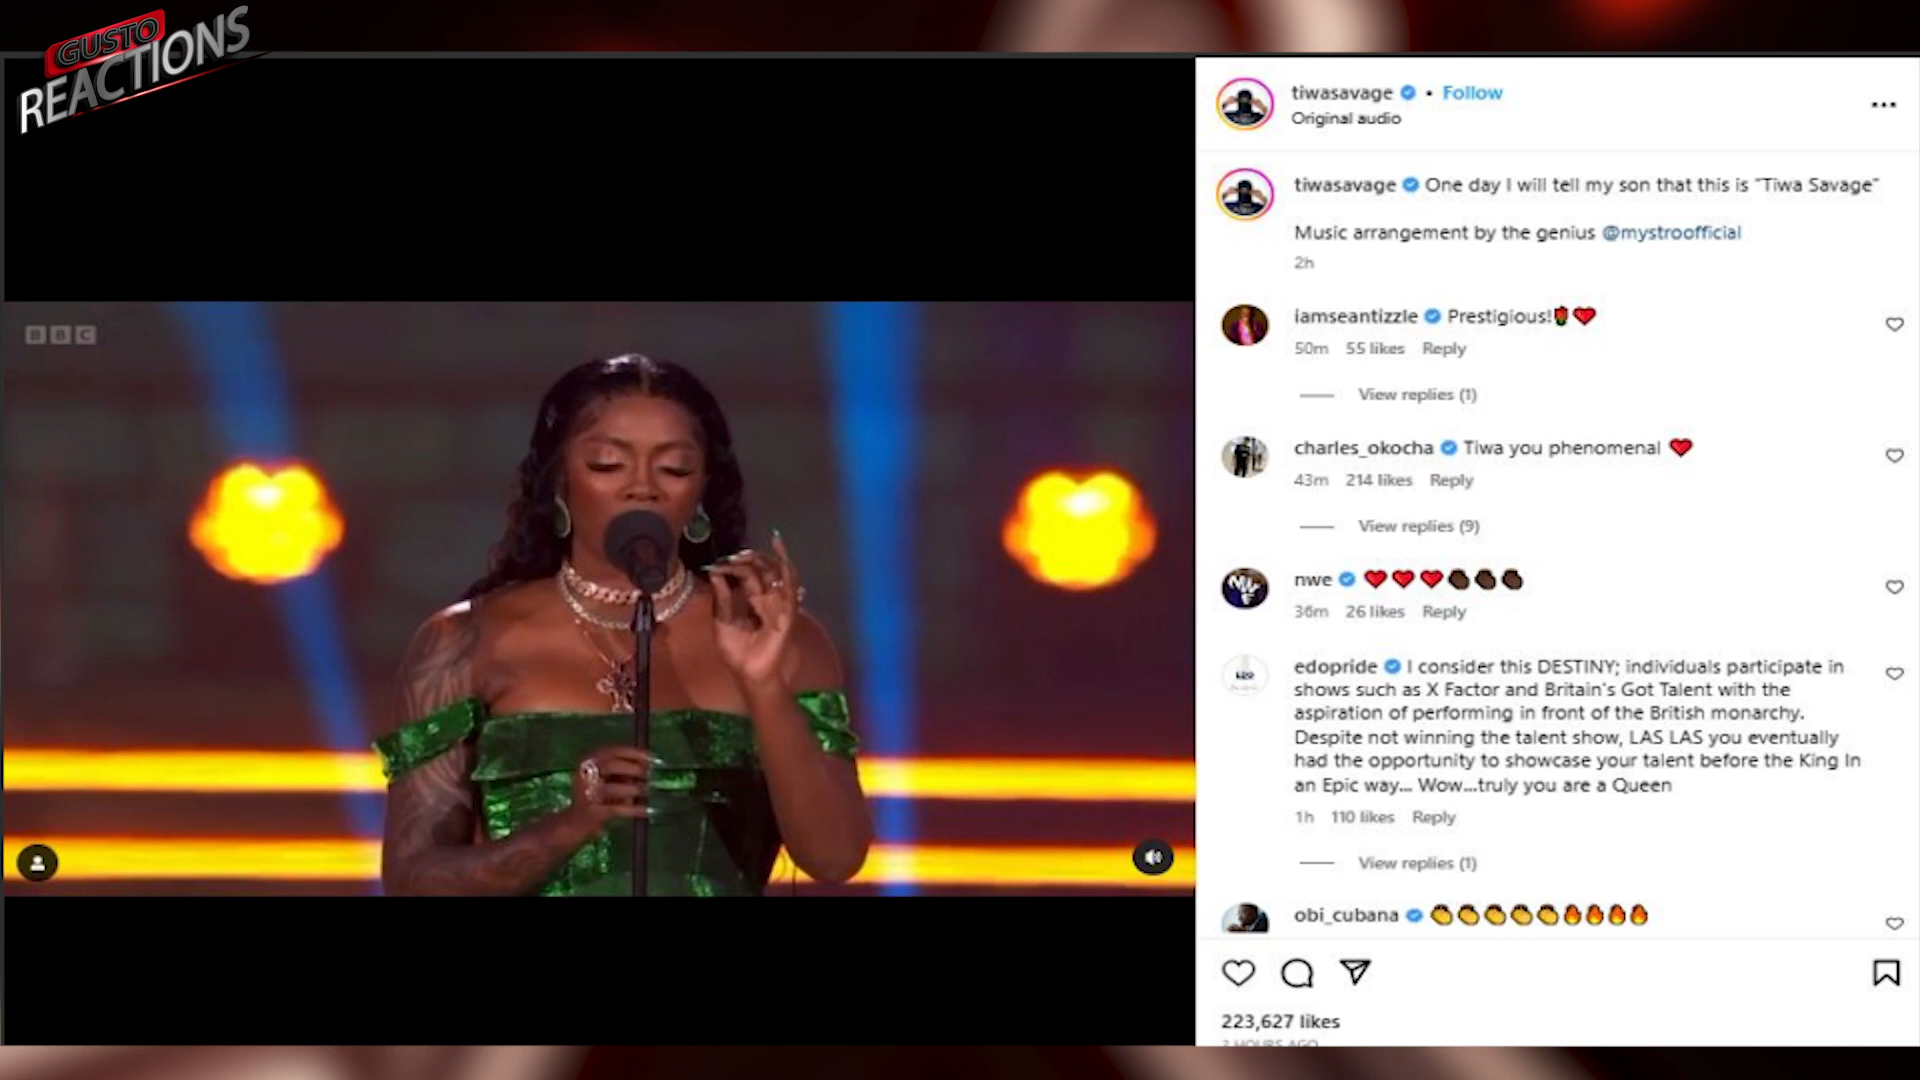 GUSTO
REACTIONS
BBC
tiwasavage • Follow
Original audio
...
tiwasavage One day I will tell my son that this is "Tiwa Savage"
Music arrangement by the genius @mystroofficial
2h
iamseantizzle Prestigious!🌹❤️
50m 55 likes Reply
View replies (1)
charles_okocha Tiwa you phenomenal ❤️
43m 214 likes Reply
View replies (9)
nwe ❤️❤️❤️
36m 26 likes Reply
edopride I consider this DESTINY; individuals participate in
shows such as X Factor and Britain's Got Talent with the
aspiration of performing in front of the British monarchy.
Despite not winning the talent show, LAS LAS you eventually
had the opportunity to showcase your talent before the King In
an Epic way... Wow...truly you are a Queen
1h 110 likes Reply
View replies (1)
obi_cubana 👏👏👏👏👏🔥🔥🔥🔥
223,627 likes
2 HOURS AGO